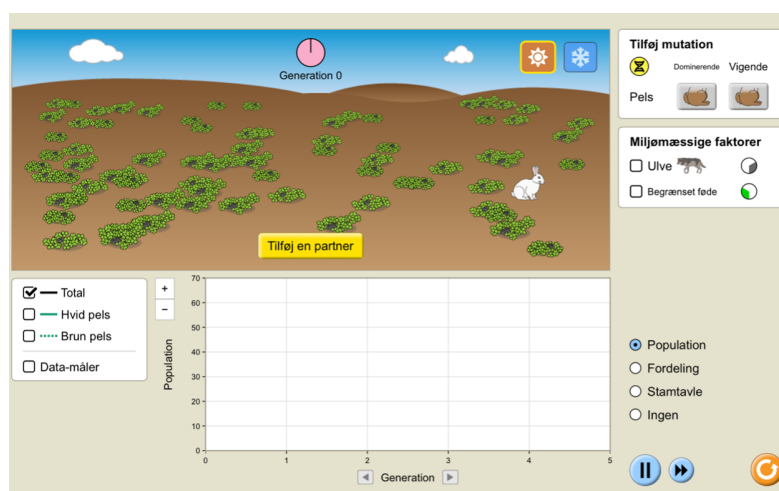 Generation 0
Tilføj en partner
Tilføj mutation
Dominerende Vigende
Pels
Miljømæssige faktorer
Ulve
Begrænset føde
Total
Hvid pels
Brun pels
Data-måler
+
−
Population
70
60
50
40
30
20
10
0
0 1 2 3 4 5
Generation
Population
Fordeling
Stamtavle
Ingen